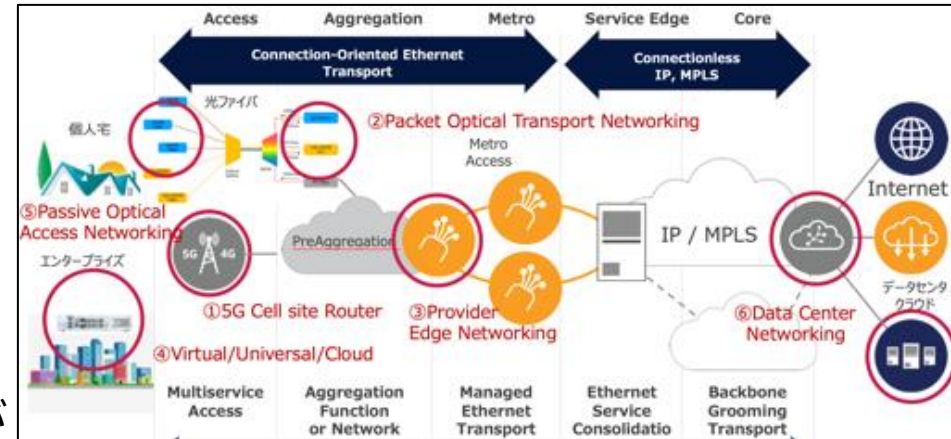 Access
Aggregation
Metro
Service Edge
Core
Connection-Oriented Ethernet
Transport
Connectionless
IP, MPLS
光ファイバ
個人宅
②Packet Optical Transport Networking
Metro
Access
⑤Passive Optical
Access Networking
5G 4G
PreAggregation
IP / MPLS
Internet
エンタープライズ
①5G Cell site Router
③Provider
Edge Networking
⑥Data Center
Networking
データセンタ
クラウド
④Virtual/Universal/Cloud
Multiservice
Access
Aggregation
Function
or Network
Managed
Ethernet
Transport
Ethernet
Service
Consolidatio
Backbone
Grooming
Transport